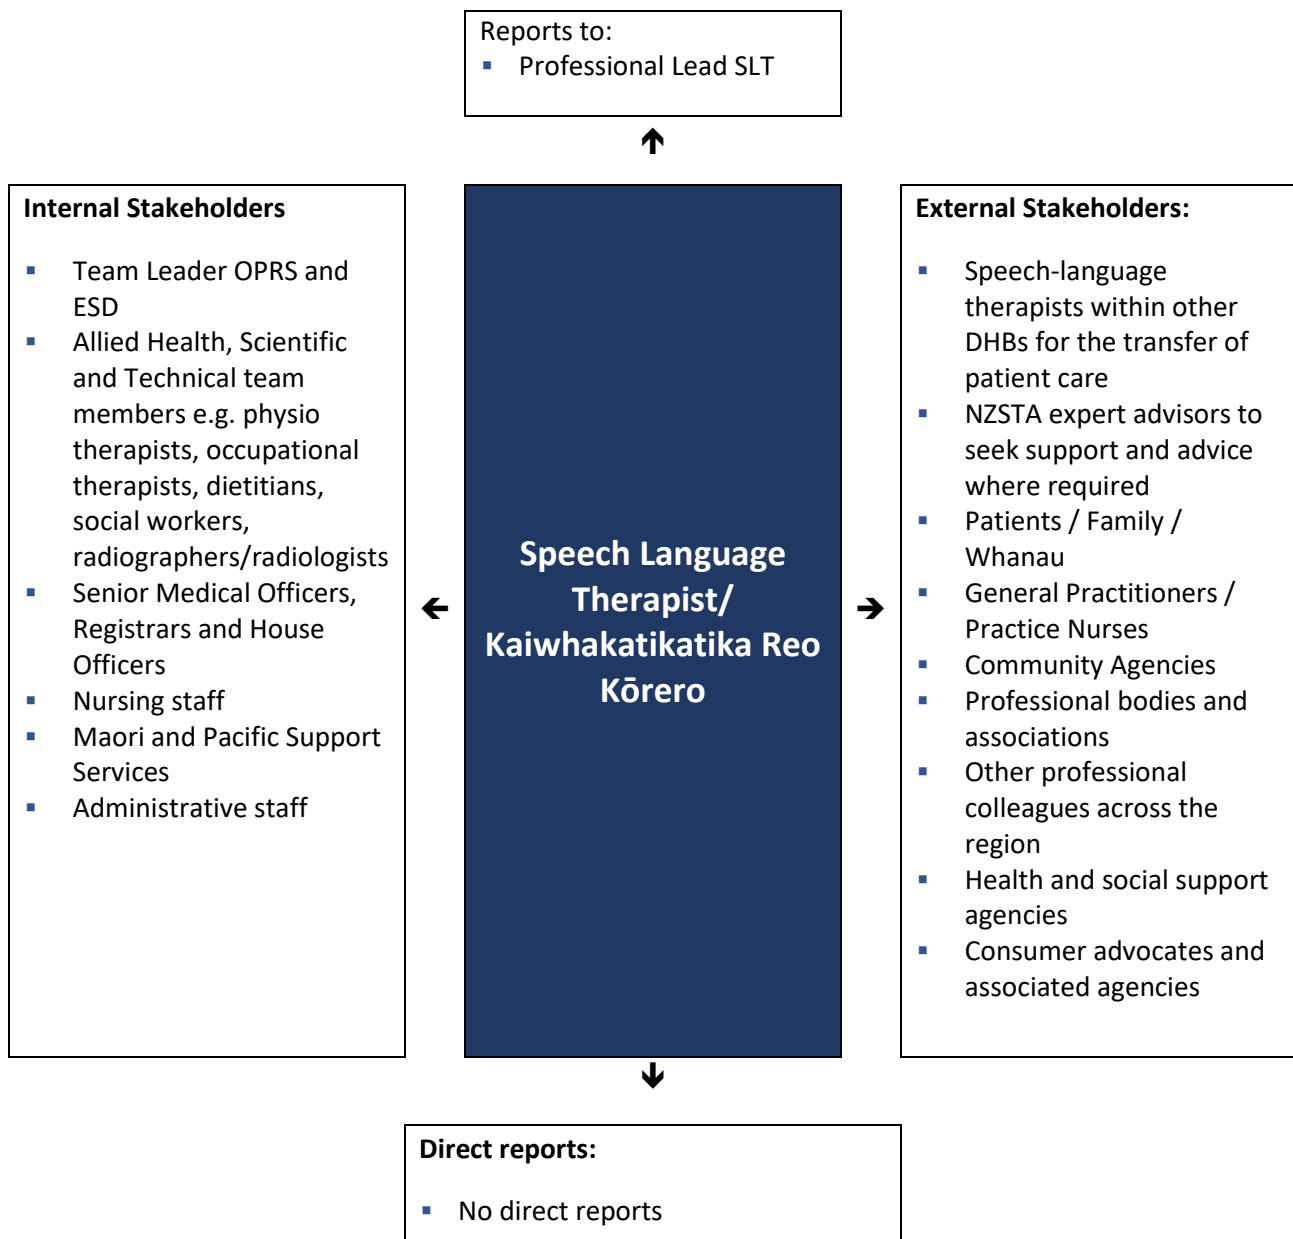 Reports to:
▪ Professional Lead SLT
Internal Stakeholders
▪ Team Leader OPRS and
ESD
▪ Allied Health, Scientific
and Technical team
members e.g. physio
therapists, occupational
therapists, dietitians,
social workers,
radiographers/radiologists
▪ Senior Medical Officers,
Registrars and House
Officers
▪ Nursing staff
▪ Maori and Pacific Support
Services
▪ Administrative staff
Speech Language
Therapist/
Kaiwhakatikatika Reo
Kōrero
External Stakeholders:
▪ Speech-language
therapists within other
DHBs for the transfer of
patient care
▪ NZSTA expert advisors to
seek support and advice
where required
▪ Patients / Family /
Whanau
▪ General Practitioners /
Practice Nurses
▪ Community Agencies
▪ Professional bodies and
associations
▪ Other professional
colleagues across the
region
▪ Health and social support
agencies
▪ Consumer advocates and
associated agencies
Direct reports:
▪ No direct reports